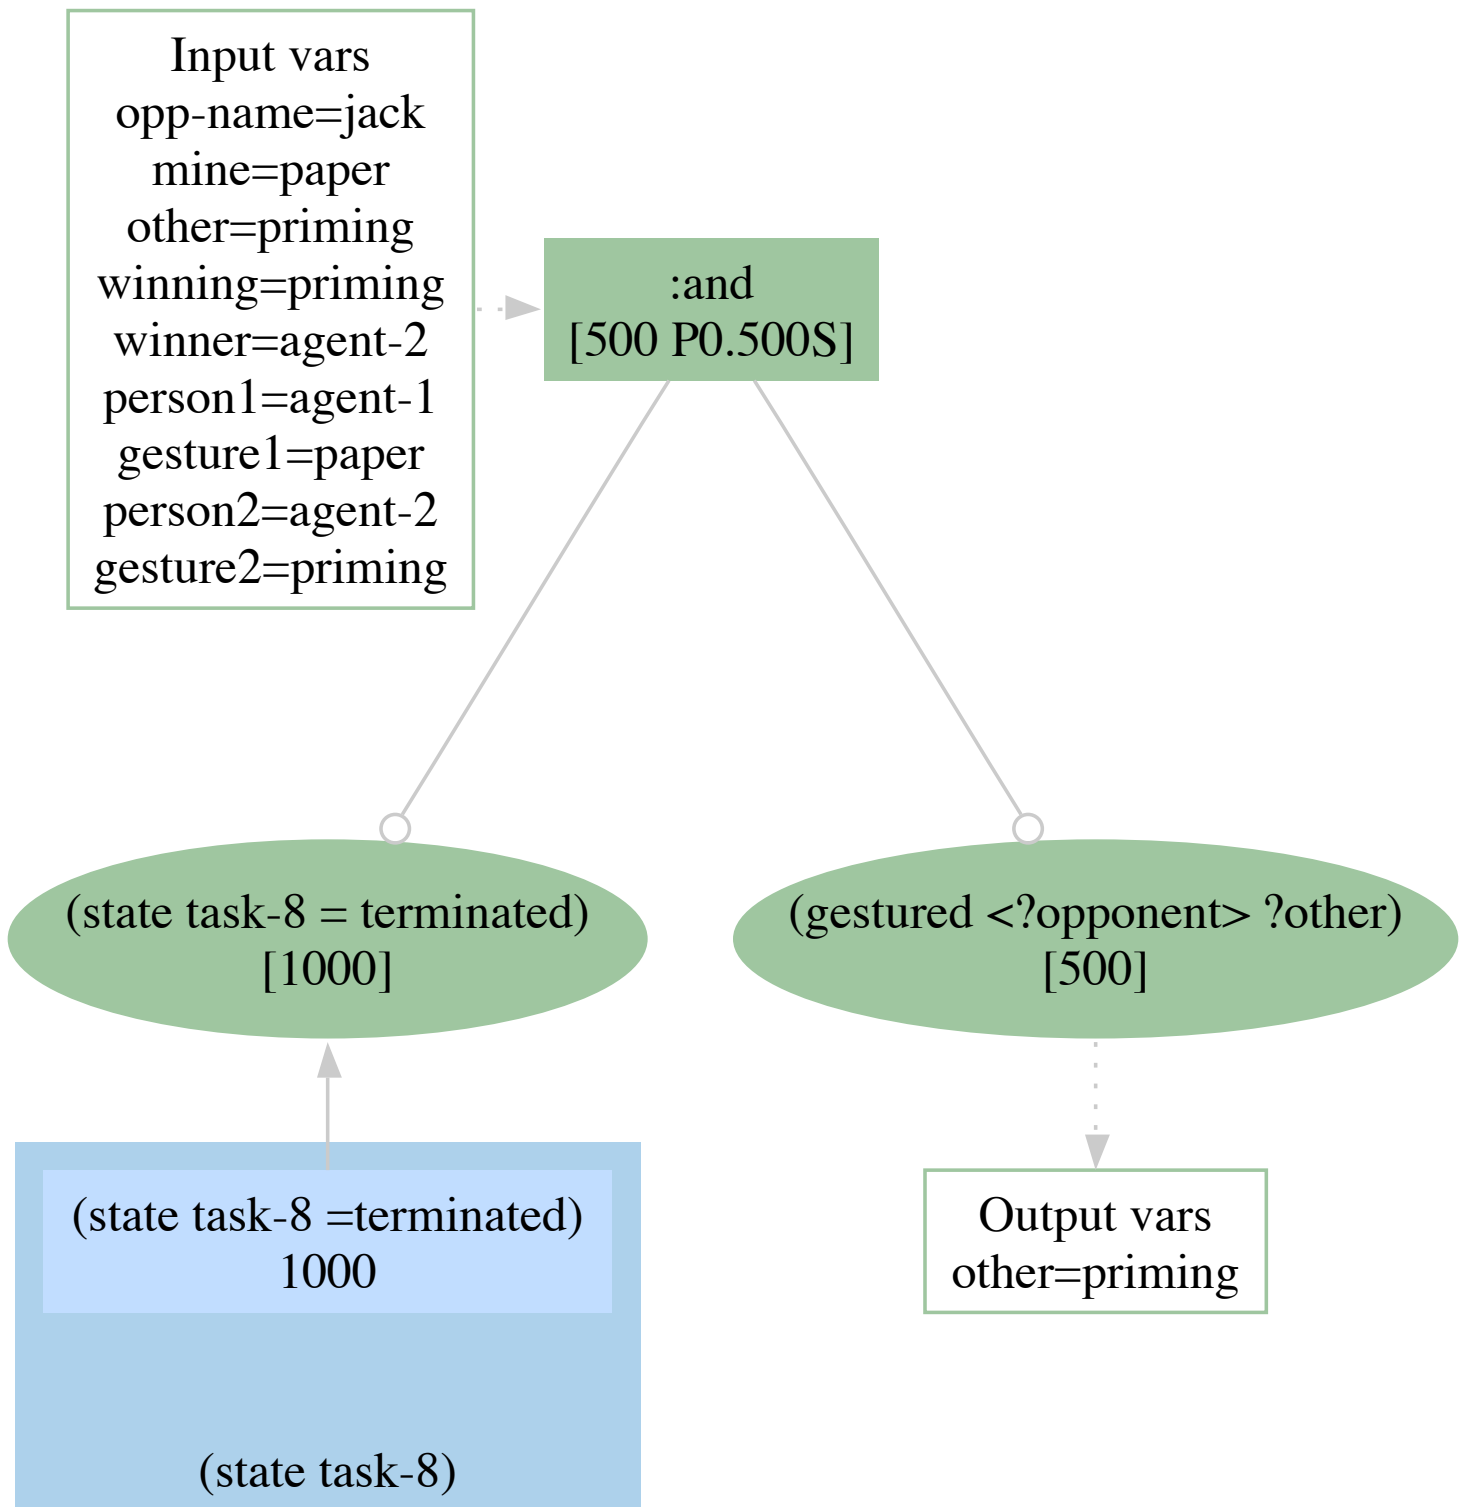 Input vars
opp-name=jack
mine=paper
other=priming
winning=priming
winner=agent-2
person1=agent-1
gesture1=paper
person2=agent-2
gesture2=priming
:and
[500 P0.500S]
(state task-8 = terminated)
[1000]
(gestured <?opponent> ?other)
[500]
(state task-8 =terminated)
1000
Output vars
other=priming
(state task-8)